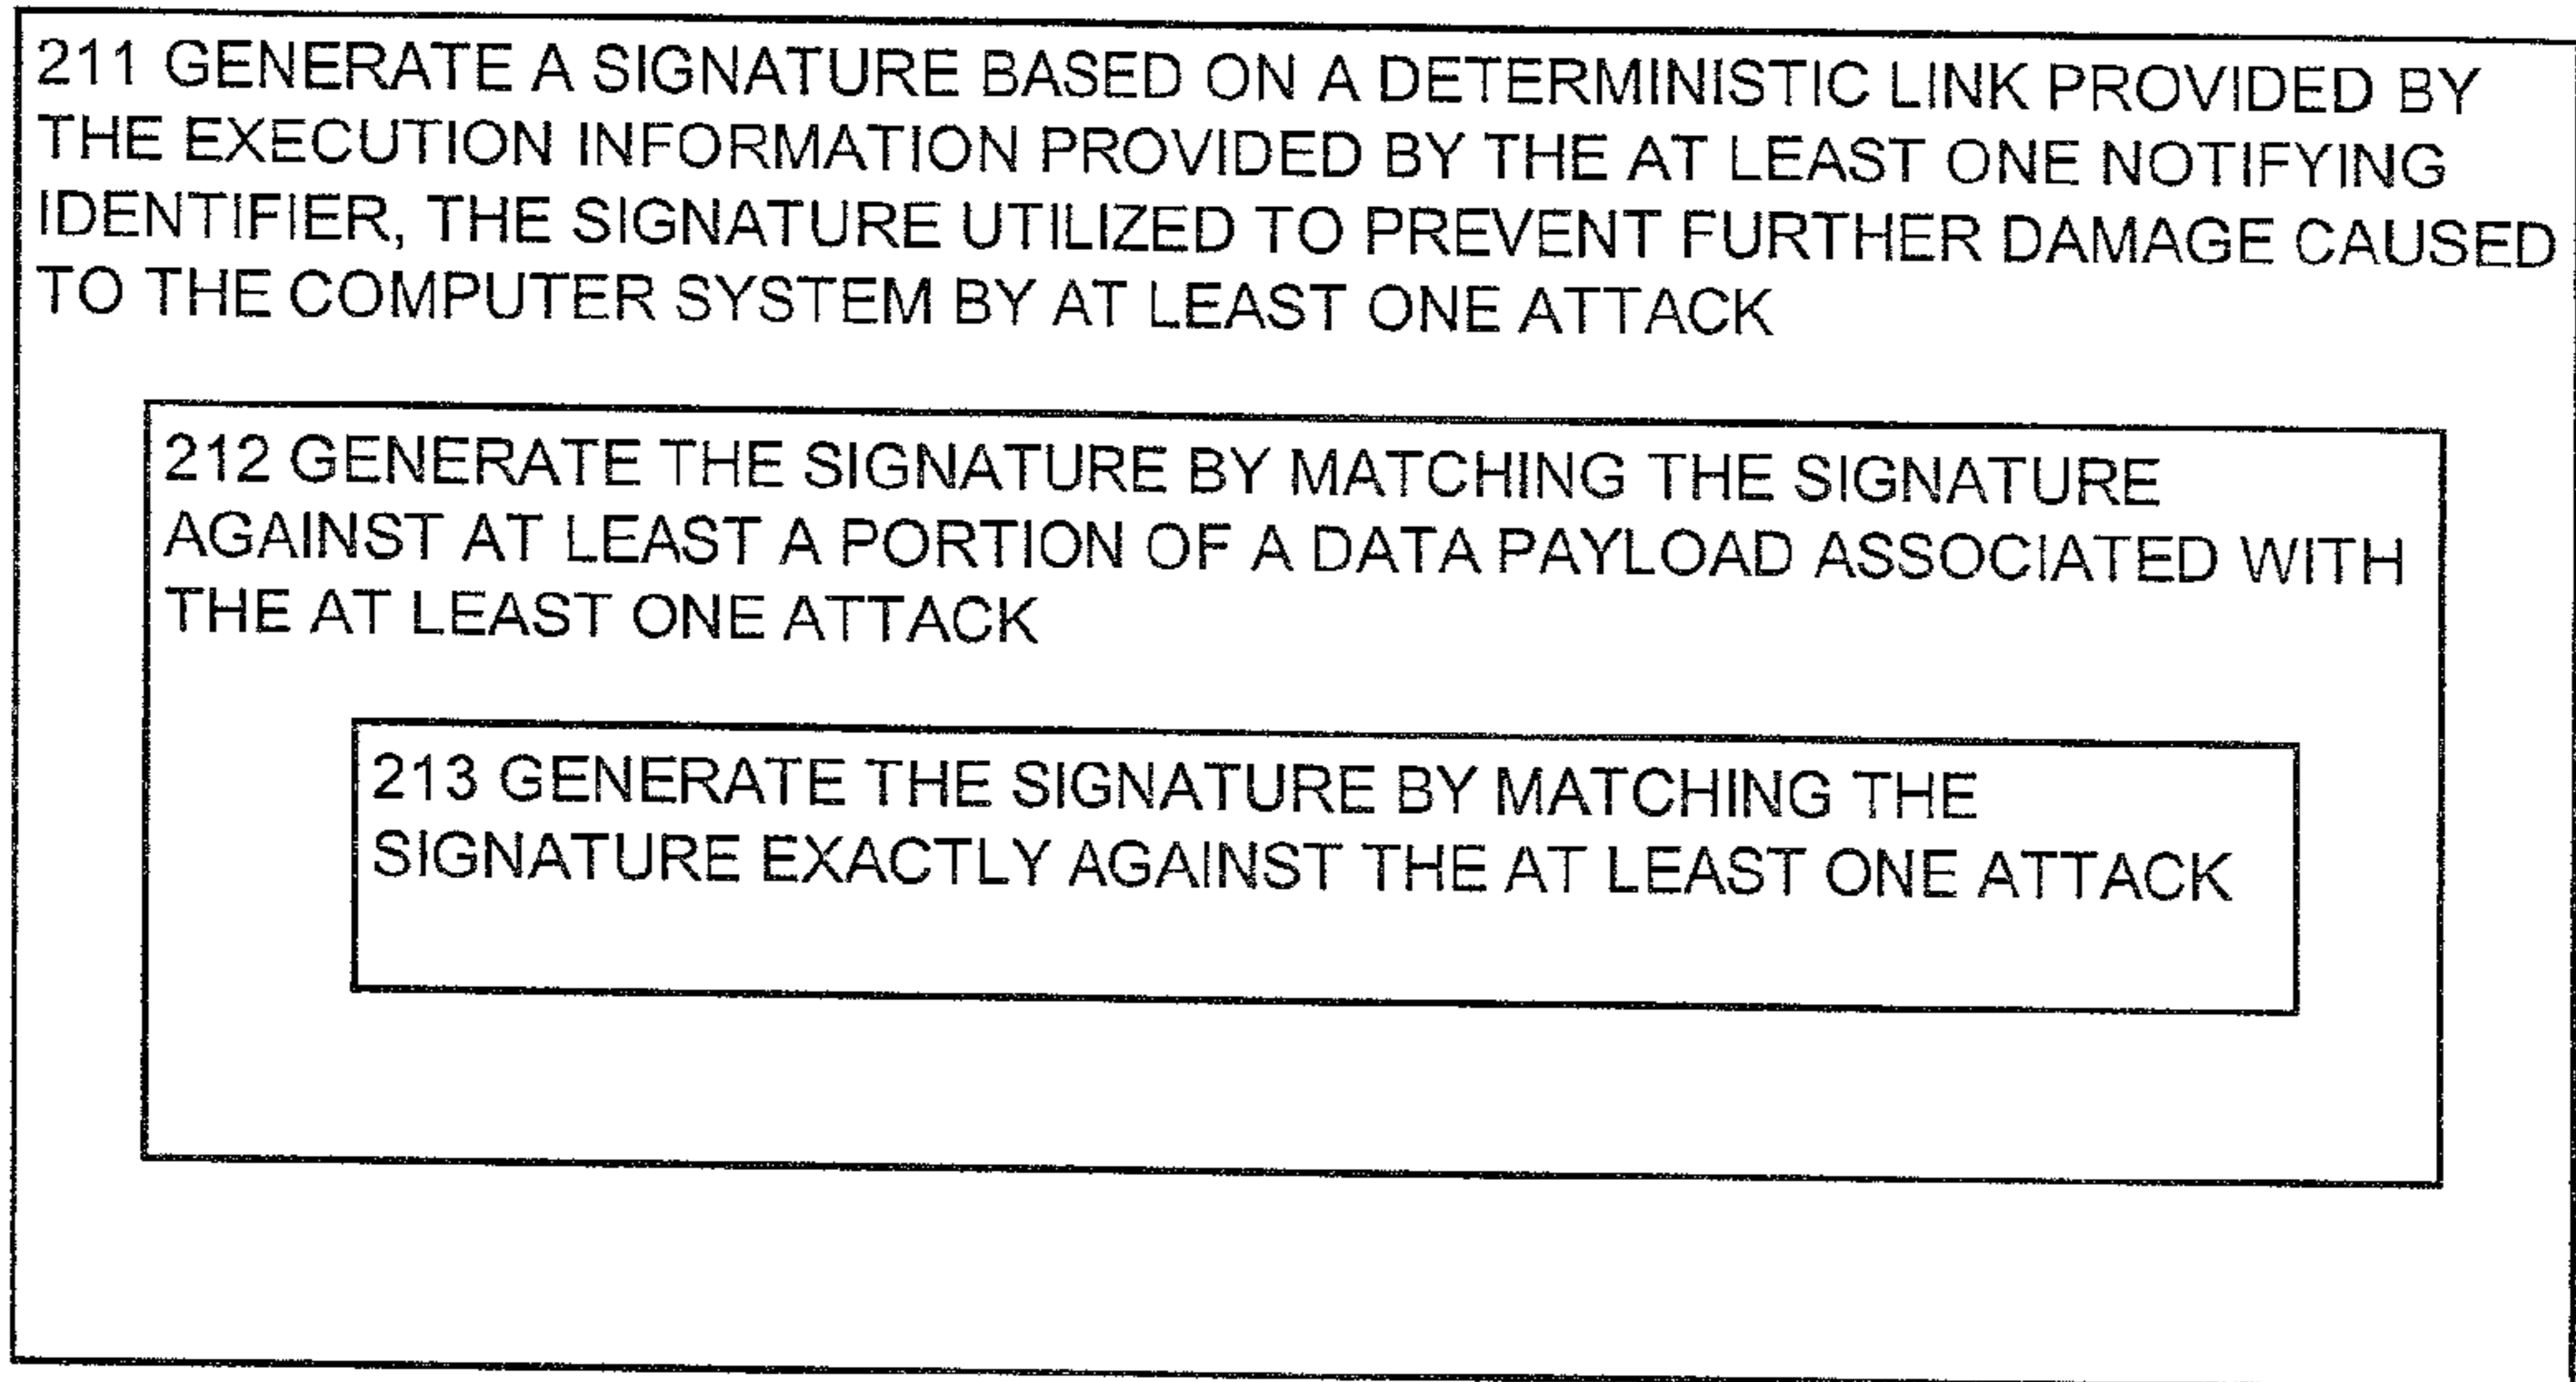 211 GENERATE A SIGNATURE BASED ON A DETERMINISTIC LINK PROVIDED BY
THE EXECUTION INFORMATION PROVIDED BY THE AT LEAST ONE NOTIFYING
IDENTIFIER, THE SIGNATURE UTILIZED TO PREVENT FURTHER DAMAGE CAUSED
TO THE COMPUTER SYSTEM BY AT LEAST ONE ATTACK
212 GENERATE THE SIGNATURE BY MATCHING THE SIGNATURE
AGAINST AT LEAST A PORTION OF A DATA PAYLOAD ASSOCIATED WITH
THE AT LEAST ONE ATTACK
213 GENERATE THE SIGNATURE BY MATCHING THE
SIGNATURE EXACTLY AGAINST THE AT LEAST ONE ATTACK